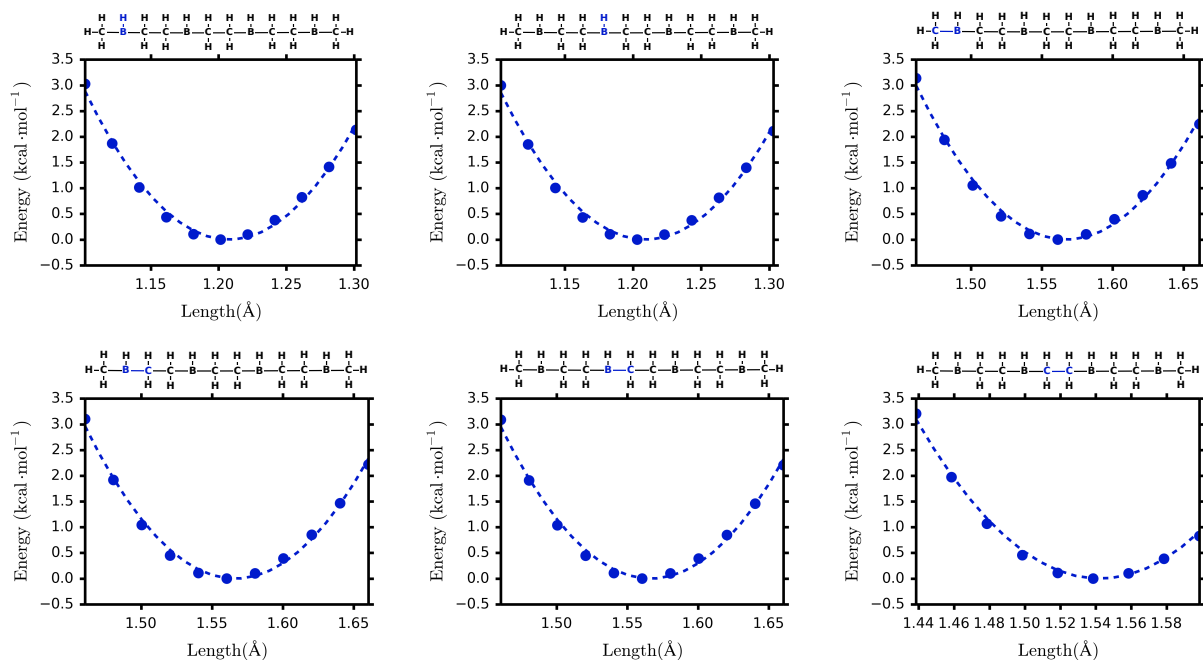 H H H H H H H H H H H H
H C B C C B C C B C C B C H
H H H H H H H H
3.5
3.0
2.5
2.0
1.5
1.0
0.5
0.0
−0.5
Energy (kcal·mol⁻¹)
1.15 1.20 1.25 1.30
Length(Å)
H H H H H H H H H H H H
H C B C C B C C B C C B C H
H H H H H H H H
3.5
3.0
2.5
2.0
1.5
1.0
0.5
0.0
−0.5
Energy (kcal·mol⁻¹)
1.15 1.20 1.25 1.30
Length(Å)
H H H H H H H H H H H H
H C B C C B C C B C C B C H
H H H H H H H H
3.5
3.0
2.5
2.0
1.5
1.0
0.5
0.0
−0.5
Energy (kcal·mol⁻¹)
1.50 1.55 1.60 1.65
Length(Å)
H H H H H H H H H H H H
H C B C C B C C B C C B C H
H H H H H H H H
3.5
3.0
2.5
2.0
1.5
1.0
0.5
0.0
−0.5
Energy (kcal·mol⁻¹)
1.50 1.55 1.60 1.65
Length(Å)
H H H H H H H H H H H H
H C B C C B C C B C C B C H
H H H H H H H H
3.5
3.0
2.5
2.0
1.5
1.0
0.5
0.0
−0.5
Energy (kcal·mol⁻¹)
1.50 1.55 1.60 1.65
Length(Å)
H H H H H H H H H H H H
H C B C C B C C B C C B C H
H H H H H H H H
3.5
3.0
2.5
2.0
1.5
1.0
0.5
0.0
−0.5
Energy (kcal·mol⁻¹)
1.44 1.46 1.48 1.50 1.52 1.54 1.56 1.58
Length(Å)